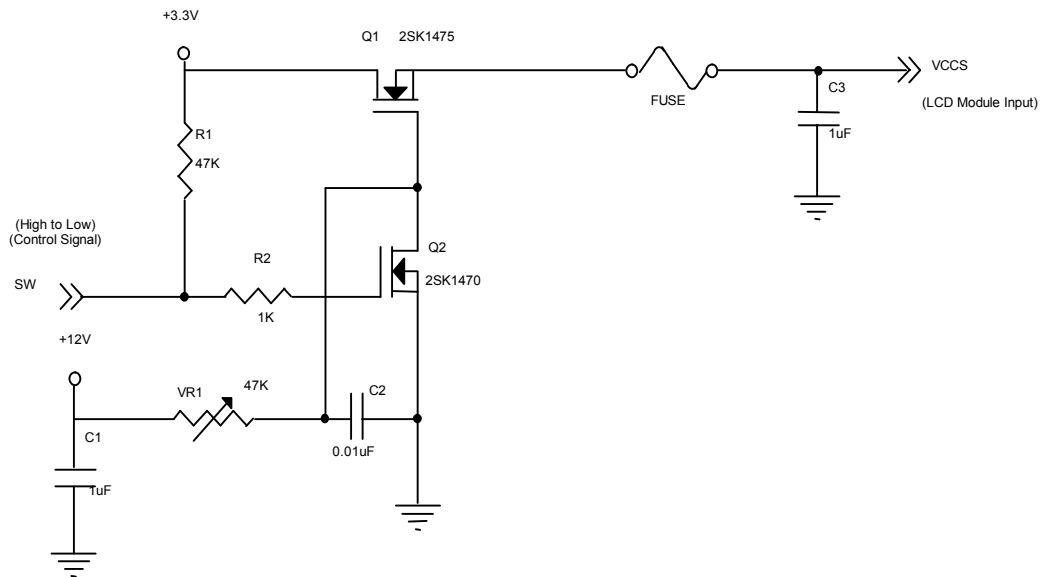 +3.3V
Q1 2SK1475
VCCS
FUSE
C3
(LCD Module Input)
1uF
R1
47K
(High to Low)
(Control Signal)
Q2
R2
SW
2SK1470
1K
+12V
VR1
47K
C2
C1
0.01uF
1uF